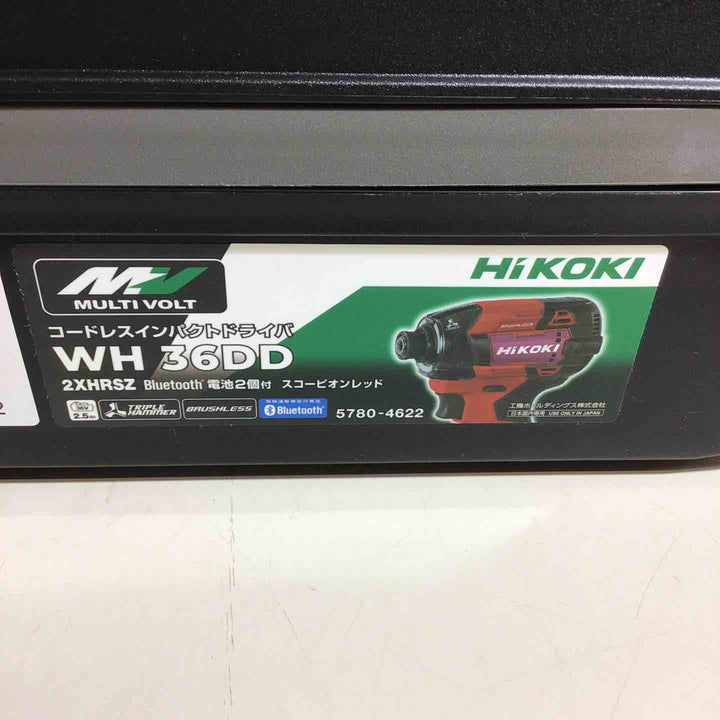 MV
MULTI VOLT
HiKOKI
コードレスインパクトドライバ
WH 36DD
2XHRSZ Bluetooth 電池2個付 スコーピオンレッド
36V
2.5Ah
TRIPLE
HAMMER
BRUSHLESS
Bluetooth
5780-4622
HiKOKI
工機ホールディングス株式会社
日本国内専用 USE ONLY IN JAPAN
2